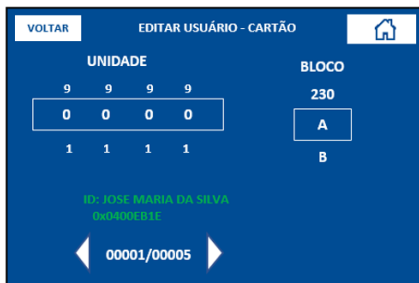 VOLTAR EDITAR USUÁRIO - CARTÃO
UNIDADE BLOCO
9 9 9 9 230
0 0 0 0 A
1 1 1 1 B
ID: JOSE MARIA DA SILVA
0x0400EB1E
00001/00005